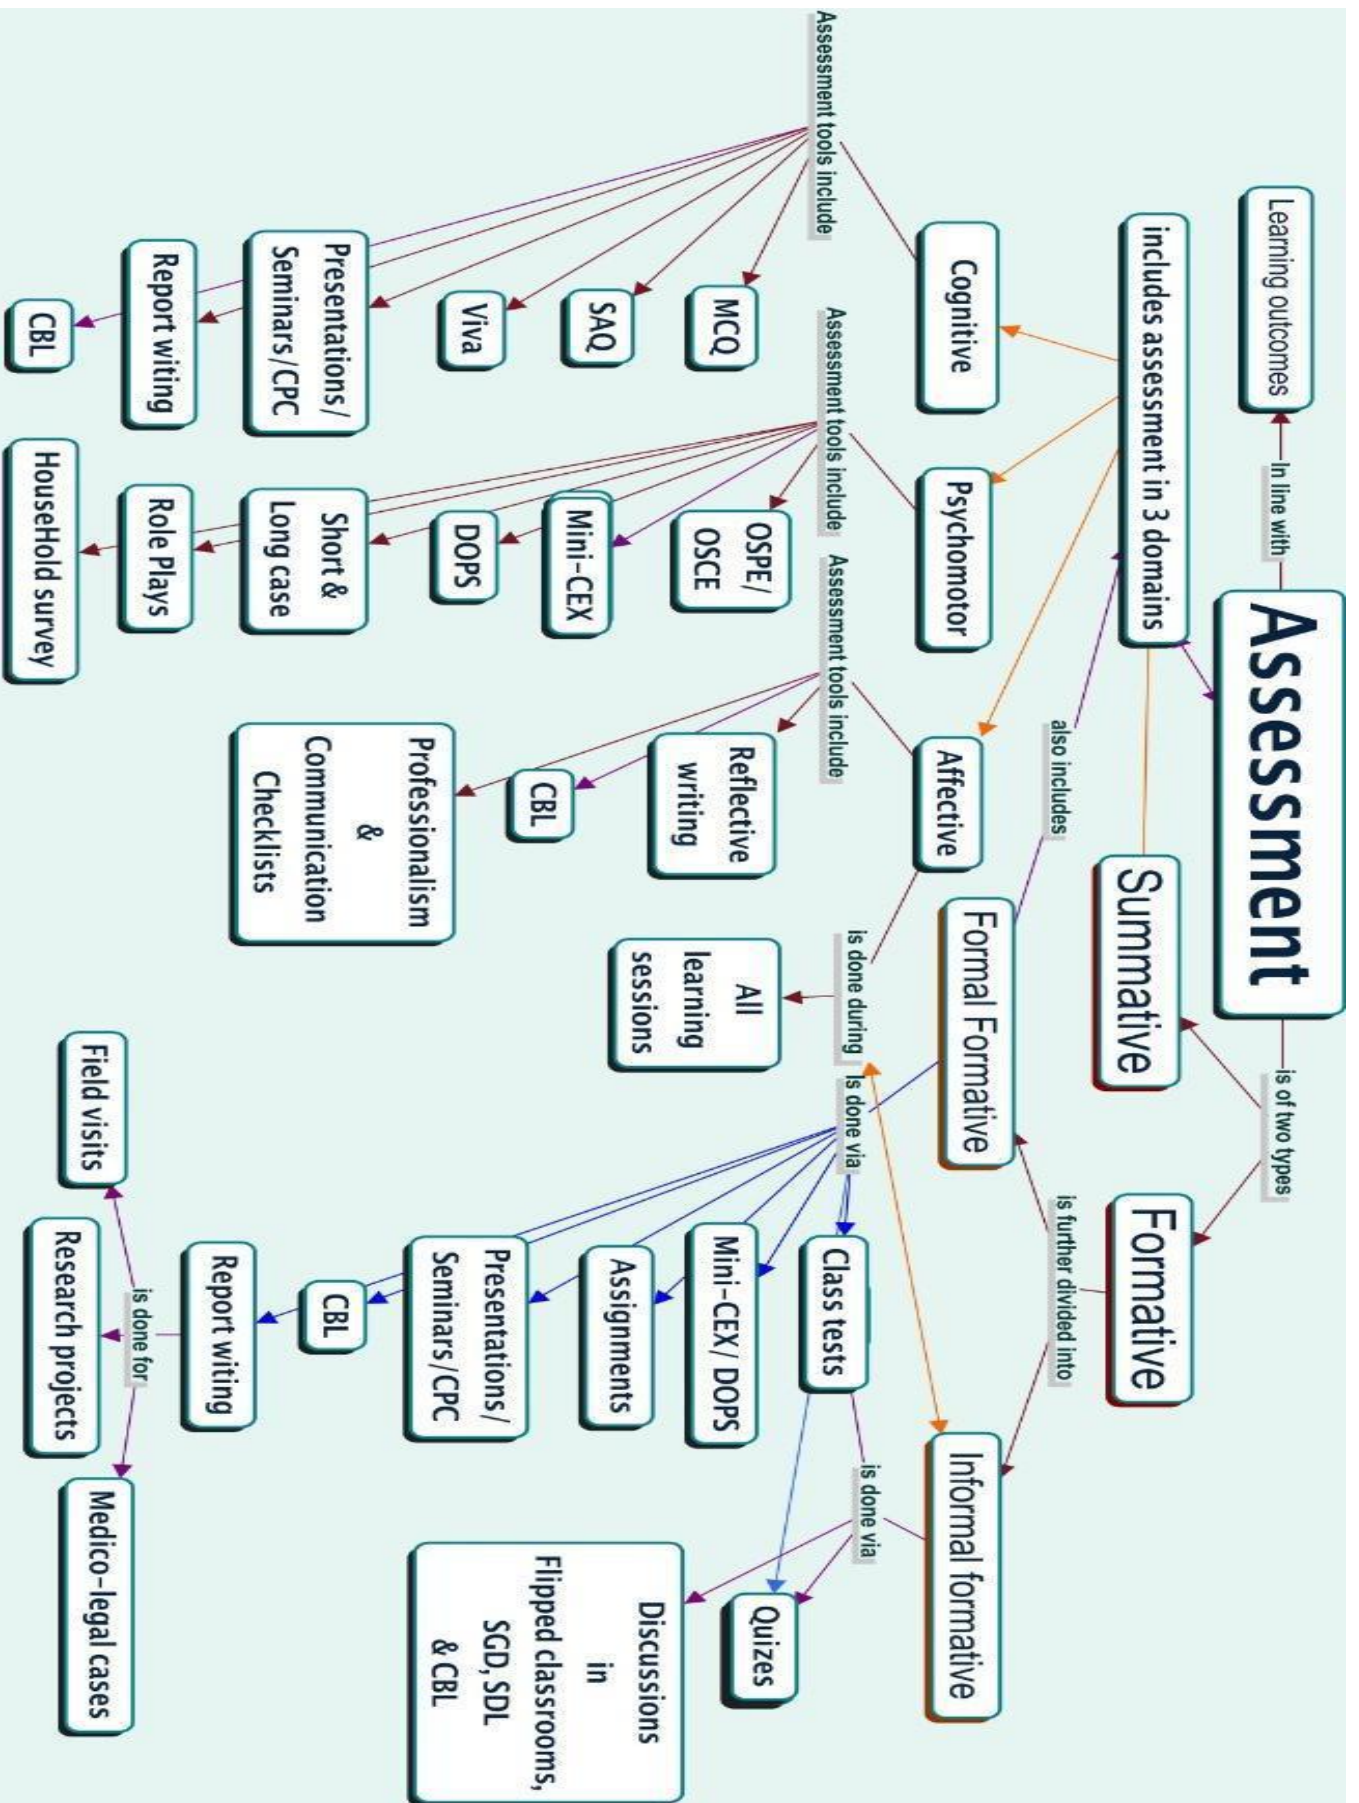 Assessment
In line with
Learning outcomes
is of two types
includes assessment in 3 domains
Summative
Formative
also includes
is further divided into
Cognitive
Psychomotor
Affective
Formal Formative
Informal formative
Assessment tools include
Assessment tools include
Assessment tools include
is done during
Is done via
is done via
MCQ
SAQ
Viva
Presentations/
Seminars/CPC
Report witing
CBL
OSPE/
OSCE
Mini-CEX
DOPS
Short &
Long case
Role Plays
HouseHold survey
Reflective
writing
CBL
Professionalism
&
Communication
Checklists
All
learning
sessions
Class tests
Mini-CEX/ DOPS
Assignments
Presentations/
Seminars/CPC
CBL
Report witing
is done for
Field visits
Research projects
Medico-legal cases
Quizes
Discussions
in
Flipped classrooms,
SGD, SDL
& CBL